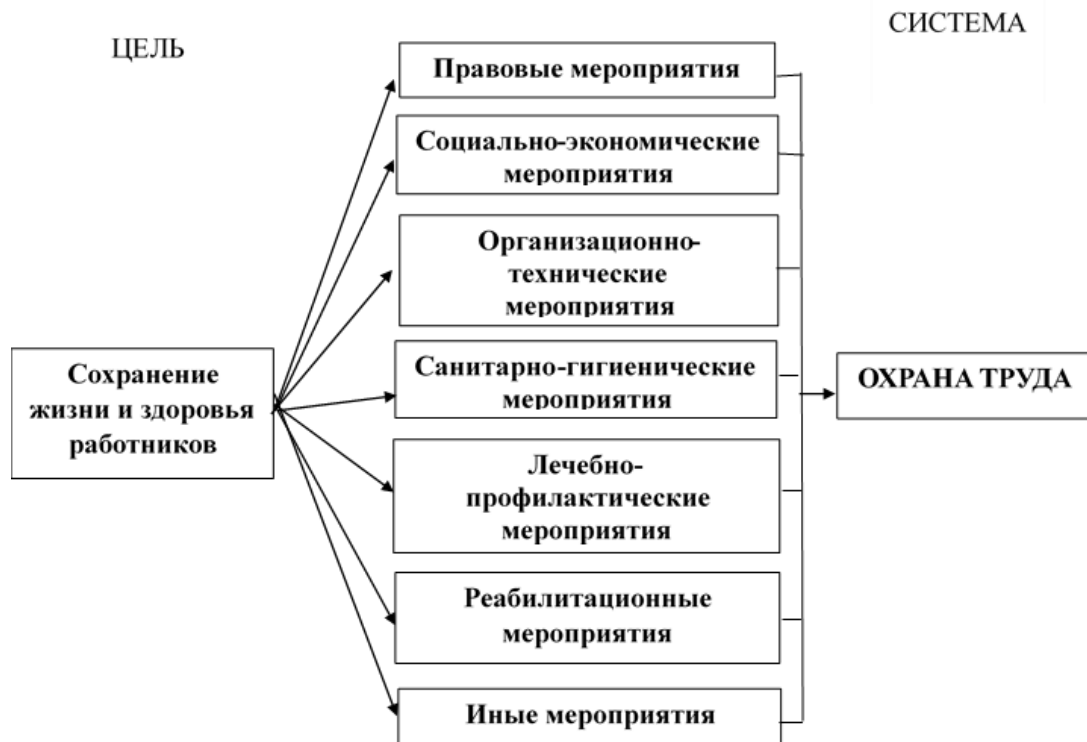 ЦЕЛЬ
СИСТЕМА
Правовые мероприятия
Социально-экономические
мероприятия
Организационно-
технические
мероприятия
Санитарно-гигиенические
мероприятия
Лечебно-
профилактические
мероприятия
Реабилитационные
мероприятия
Иные мероприятия
Сохранение
жизни и здоровья
работников
ОХРАНА ТРУДА